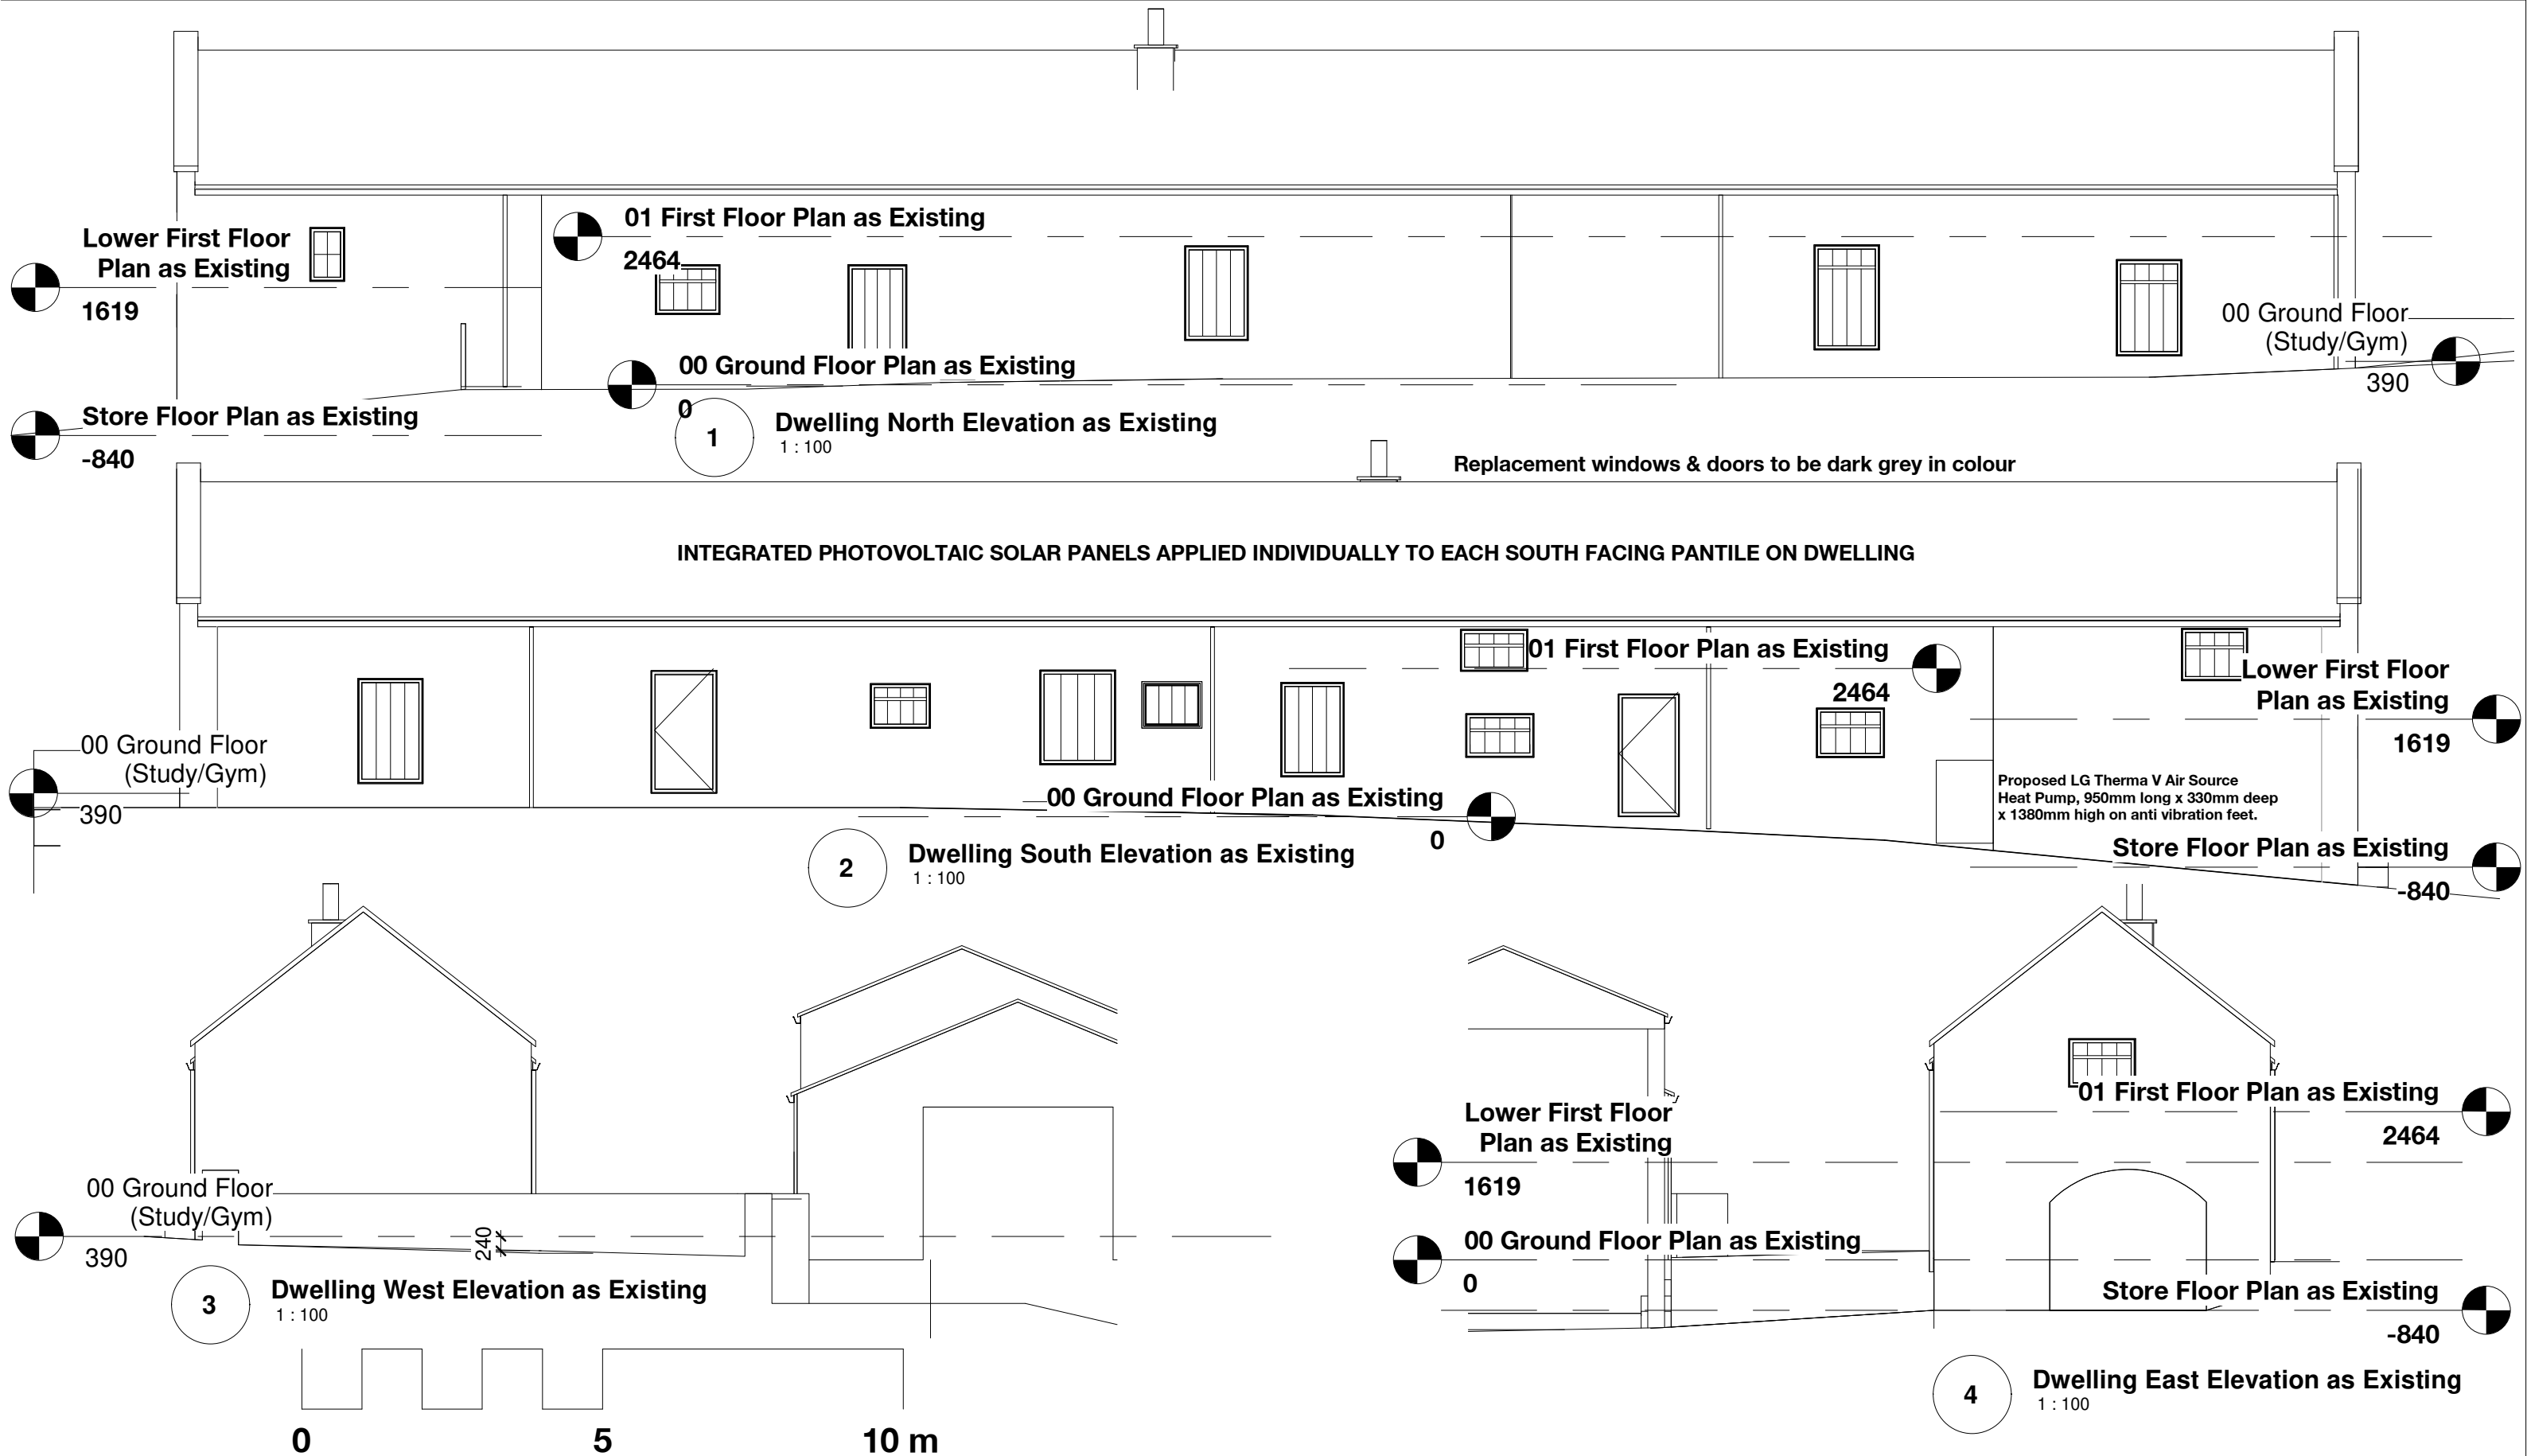 01 First Floor Plan as Existing
2464
Lower First Floor
Plan as Existing
1619
00 Ground Floor
(Study/Gym)
390
00 Ground Floor Plan as Existing
0
Store Floor Plan as Existing
-840
1
Dwelling North Elevation as Existing
1 : 100
Replacement windows & doors to be dark grey in colour
INTEGRATED PHOTOVOLTAIC SOLAR PANELS APPLIED INDIVIDUALLY TO EACH SOUTH FACING PANTILE ON DWELLING
01 First Floor Plan as Existing
2464
Lower First Floor
Plan as Existing
1619
00 Ground Floor
(Study/Gym)
390
Proposed LG Therma V Air Source
Heat Pump, 950mm long x 330mm deep
x 1380mm high on anti vibration feet.
00 Ground Floor Plan as Existing
0
Store Floor Plan as Existing
-840
2
Dwelling South Elevation as Existing
1 : 100
00 Ground Floor
(Study/Gym)
390
240
3
Dwelling West Elevation as Existing
1 : 100
01 First Floor Plan as Existing
2464
Lower First Floor
Plan as Existing
1619
00 Ground Floor Plan as Existing
0
Store Floor Plan as Existing
-840
4
Dwelling East Elevation as Existing
1 : 100
0
5
10 m